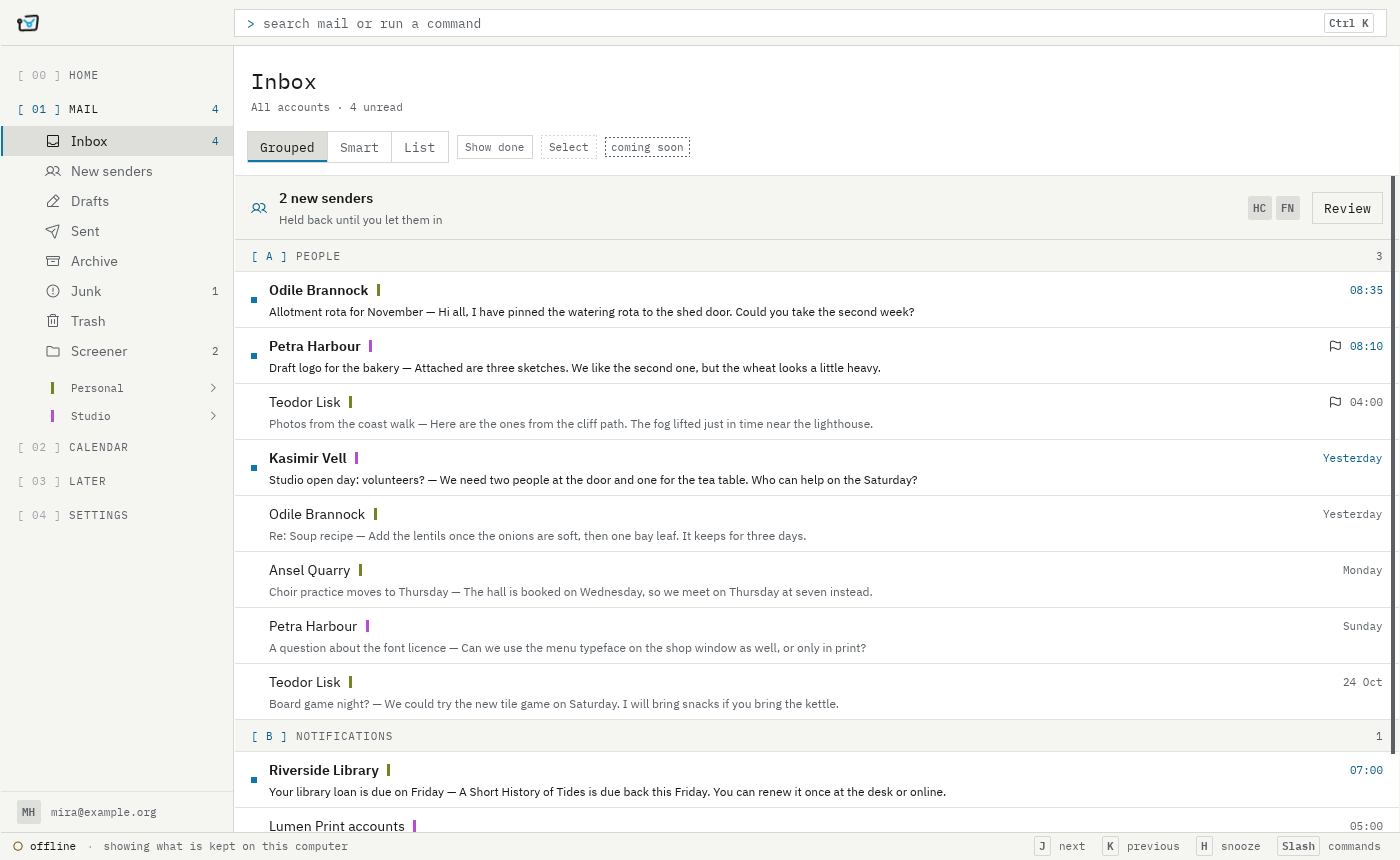 > search mail or run a command Ctrl K
[ 00 ] HOME
[ 01 ] MAIL 4
Inbox 4
New senders
Drafts
Sent
Archive
Junk 1
Trash
Screener 2
Personal
Studio
[ 02 ] CALENDAR
[ 03 ] LATER
[ 04 ] SETTINGS
MH mira@example.org
Inbox
All accounts · 4 unread
Grouped Smart List Show done Select coming soon
2 new senders
Held back until you let them in
HC FN Review
[ A ] PEOPLE 3
Odile Brannock 08:35
Allotment rota for November — Hi all, I have pinned the watering rota to the shed door. Could you take the second week?
Petra Harbour 08:10
Draft logo for the bakery — Attached are three sketches. We like the second one, but the wheat looks a little heavy.
Teodor Lisk 04:00
Photos from the coast walk — Here are the ones from the cliff path. The fog lifted just in time near the lighthouse.
Kasimir Vell Yesterday
Studio open day: volunteers? — We need two people at the door and one for the tea table. Who can help on the Saturday?
Odile Brannock Yesterday
Re: Soup recipe — Add the lentils once the onions are soft, then one bay leaf. It keeps for three days.
Ansel Quarry Monday
Choir practice moves to Thursday — The hall is booked on Wednesday, so we meet on Thursday at seven instead.
Petra Harbour Sunday
A question about the font licence — Can we use the menu typeface on the shop window as well, or only in print?
Teodor Lisk 24 Oct
Board game night? — We could try the new tile game on Saturday. I will bring snacks if you bring the kettle.
[ B ] NOTIFICATIONS 1
Riverside Library 07:00
Your library loan is due on Friday — A Short History of Tides is due back this Friday. You can renew it once at the desk or online.
Lumen Print accounts 05:00
offline · showing what is kept on this computer
J next K previous H snooze Slash commands